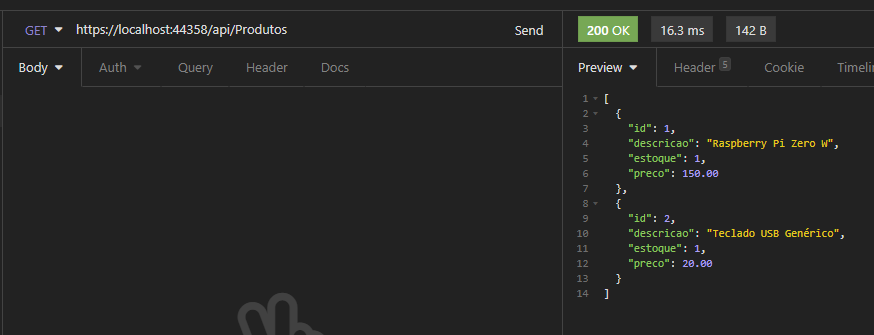 GET https://localhost:44358/api/Produtos Send 200 OK 16.3 ms 142 B
Body Auth Query Header Docs Preview Header 5 Cookie Timelin
1 [
2 {
3 "id": 1,
4 "descricao": "Raspberry Pi Zero W",
5 "estoque": 1,
6 "preco": 150.00
7 },
8 {
9 "id": 2,
10 "descricao": "Teclado USB Genérico",
11 "estoque": 1,
12 "preco": 20.00
13 }
14 ]